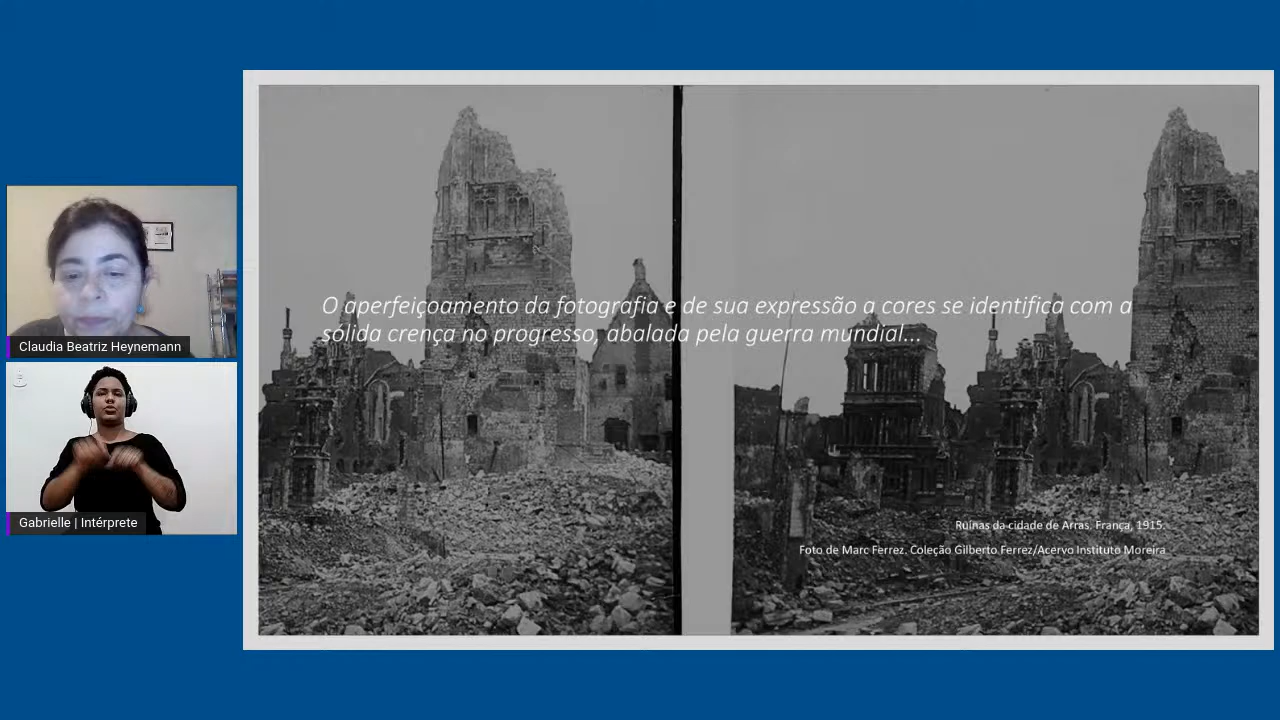 O aperfeiçoamento da fotografia e de sua expressão a cores se identifica com a
sólida crença no progresso, abalada pela guerra mundial...
Ruínas da cidade de Arras. França, 1915.
Foto de Marc Ferrez. Coleção Gilberto Ferrez/Acervo Instituto Moreira
Claudia Beatriz Heynemann
Gabrielle | Intérprete